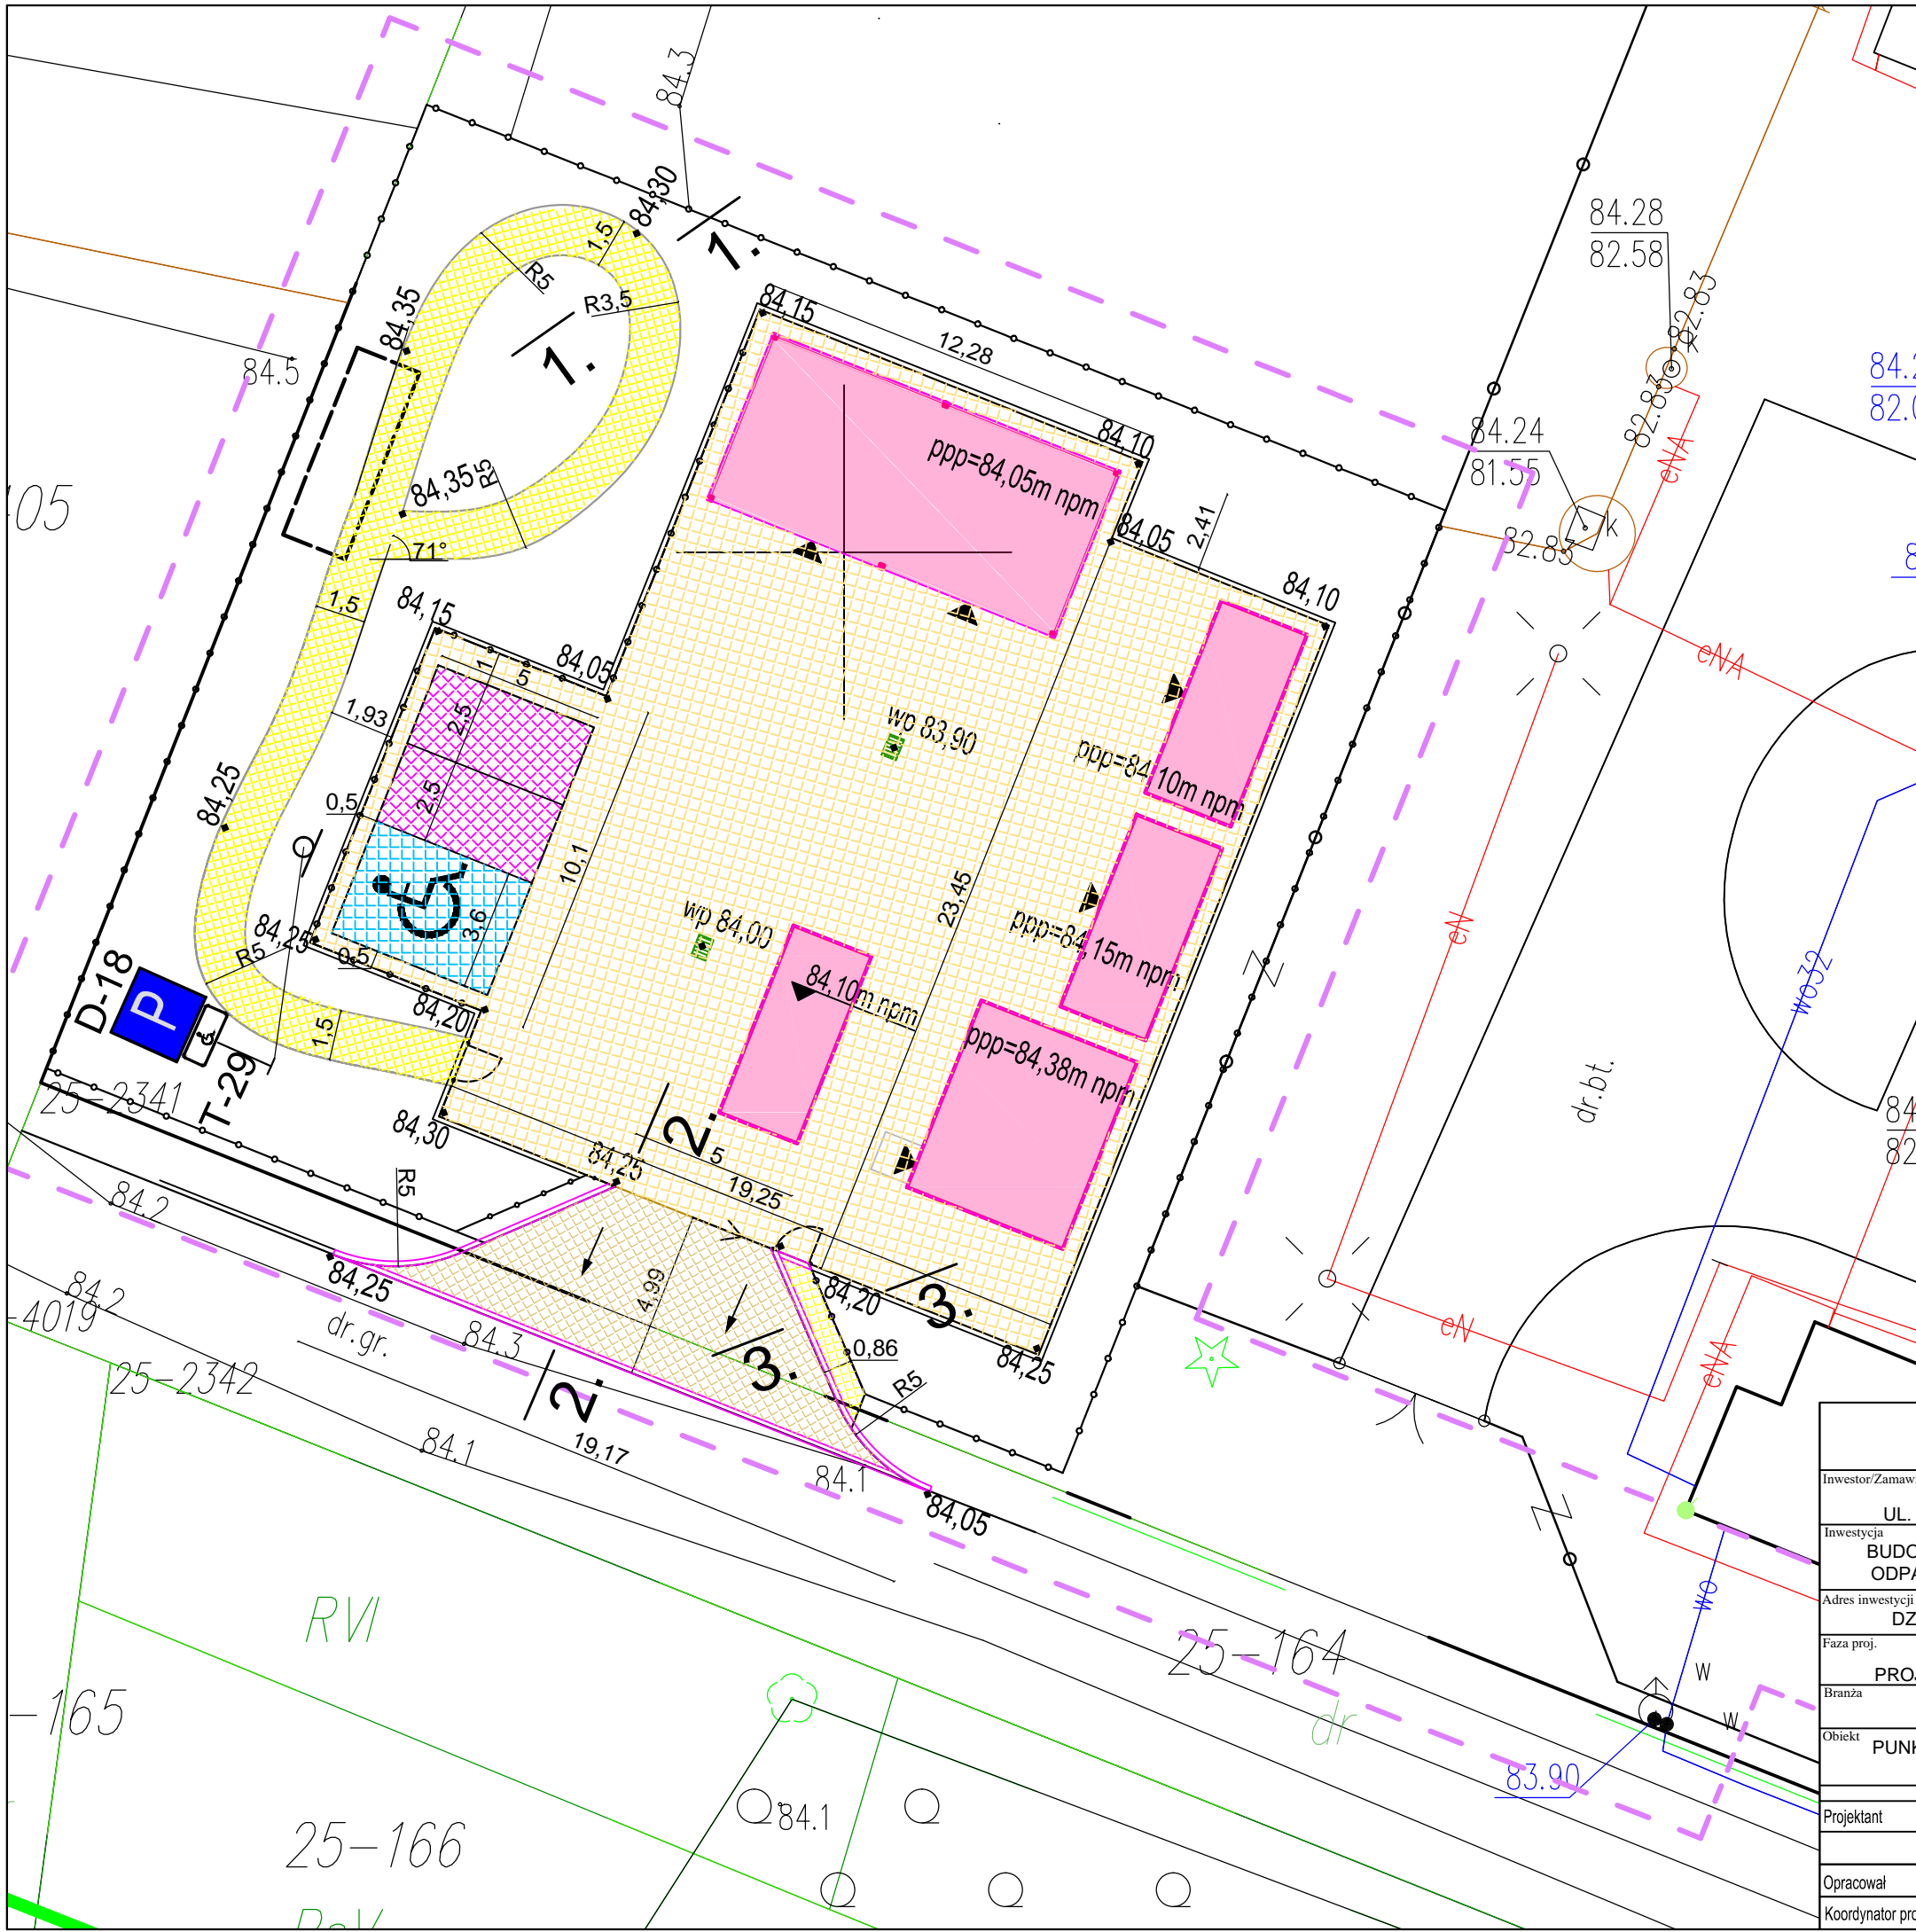 84.3
84,30
1.
84.28
82.58
82.83
82.83
k
84,35
1,5
R5
R3,5
1.
84.5
84,15
12,28
84,10
ppp=84,05m npm
84.24
81.55
k
82.83
eNA
84,35
R5
71°
84,05
2,41
84,10
1,5
84,15
84,05
1
5
2,5
1,93
2,5
0,5
wp 83,90
ppp=84,10m npm
eNA
84,25
10,1
3,6
84,25
0,5
R5
wp 84,00
23,45
ppp=84,15m npm
84,10m npm
eN
wo32
D-18
P
T-29
1,5
84,20
ppp=84,38m npm
dr.bt.
25-2341
84,30
84,25
2.
5
19,25
R5
84.2
84,25
84.2
-4019
dr.gr.
84.3
4,99
84,20
3.
3.
0,86
84,25
R5
25-2342
2.
19,17
84.1
84.1
84,05
eN
eNA
RVI
25-164
dr
-165
25-166
84.1
83.90
wo
W
W
Inwestor/Zamaw
UL.
Inwestycja
BUDO
ODPA
Adres inwestycji
DZ
Faza proj.
PROJ
Branża
Obiekt
PUNK
Projektant
Opracował
Koordynator pro